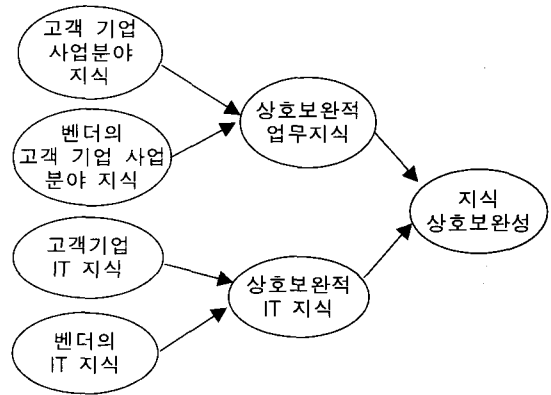 고객 기업
사업분야
지식
벤더의
고객 기업 사업
분야 지식
상호보완적
업무지식
지식
상호보완성
고객기업
IT 지식
상호보완적
IT 지식
벤더의
IT 지식